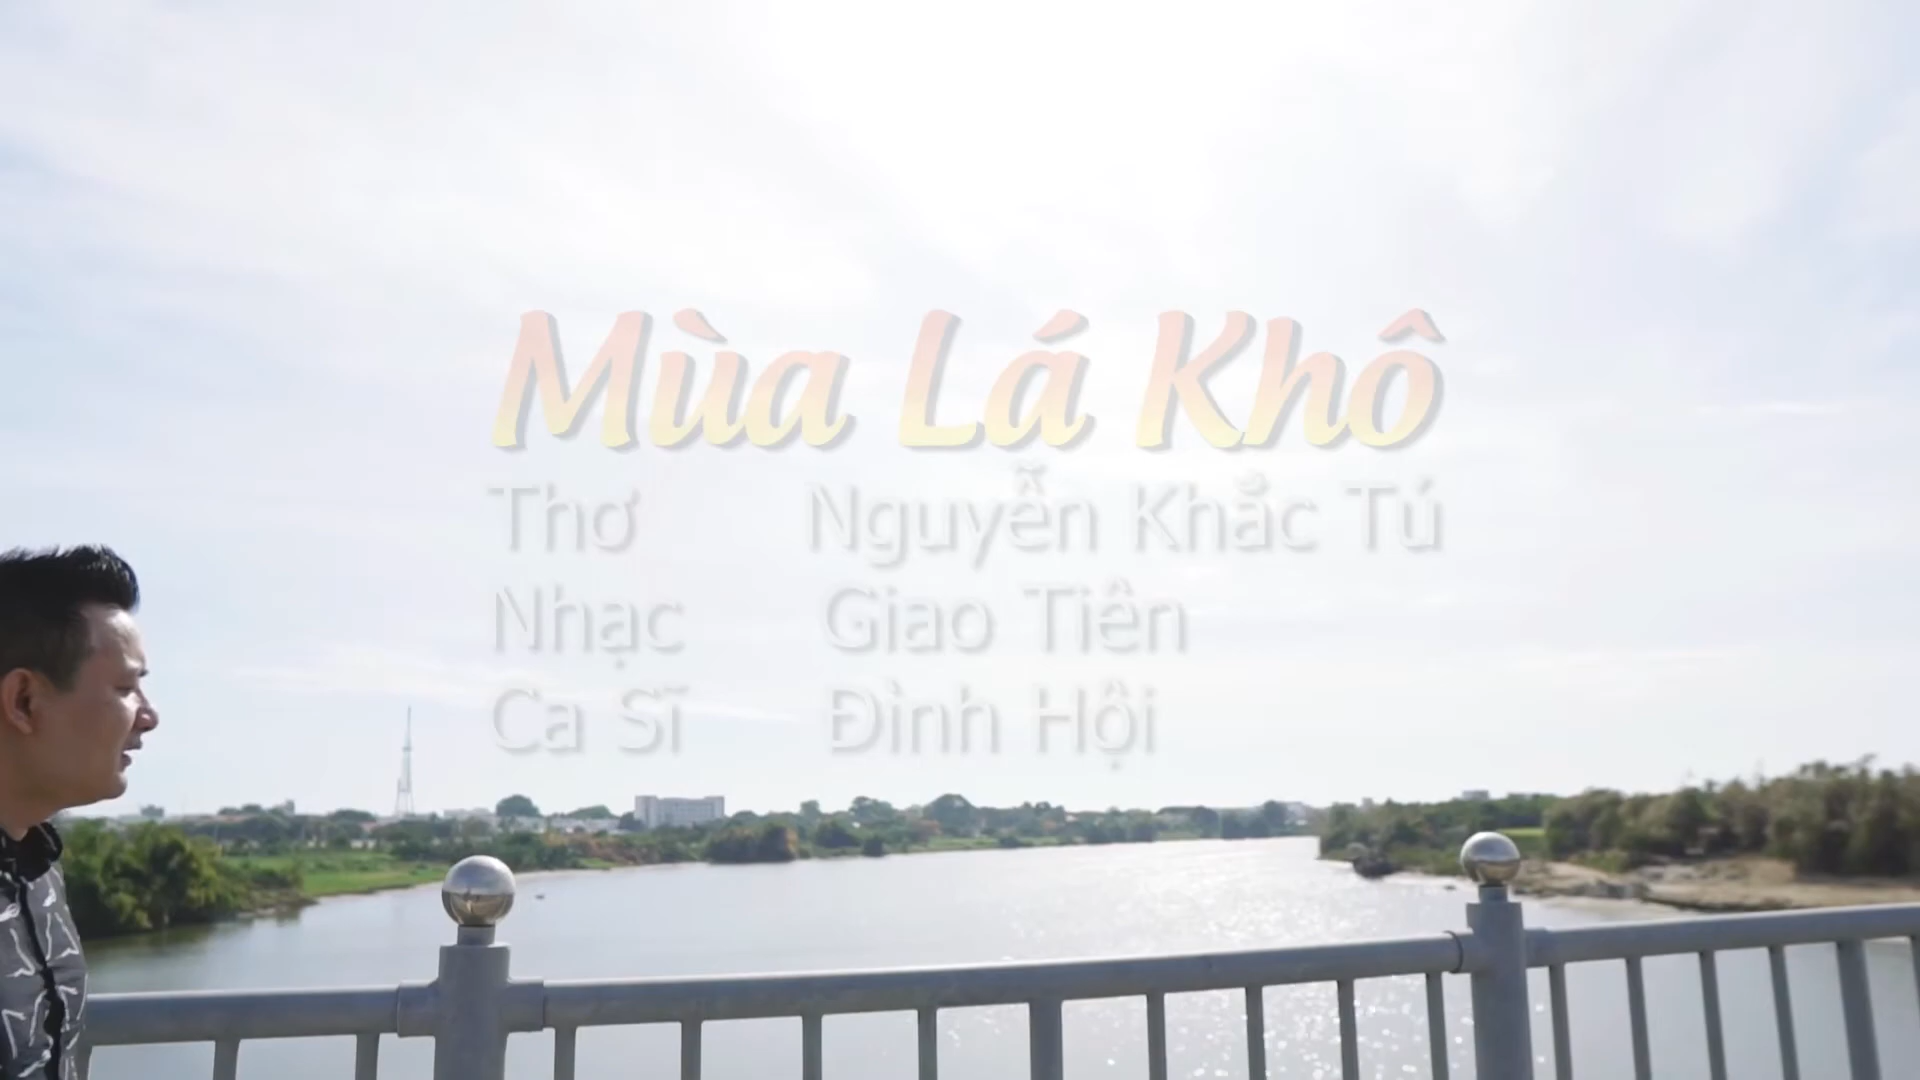 Mùa Lá Khô
Thơ Nguyễn Khắc Tú
Nhạc Giao Tiên
Ca Sĩ Đình Hội